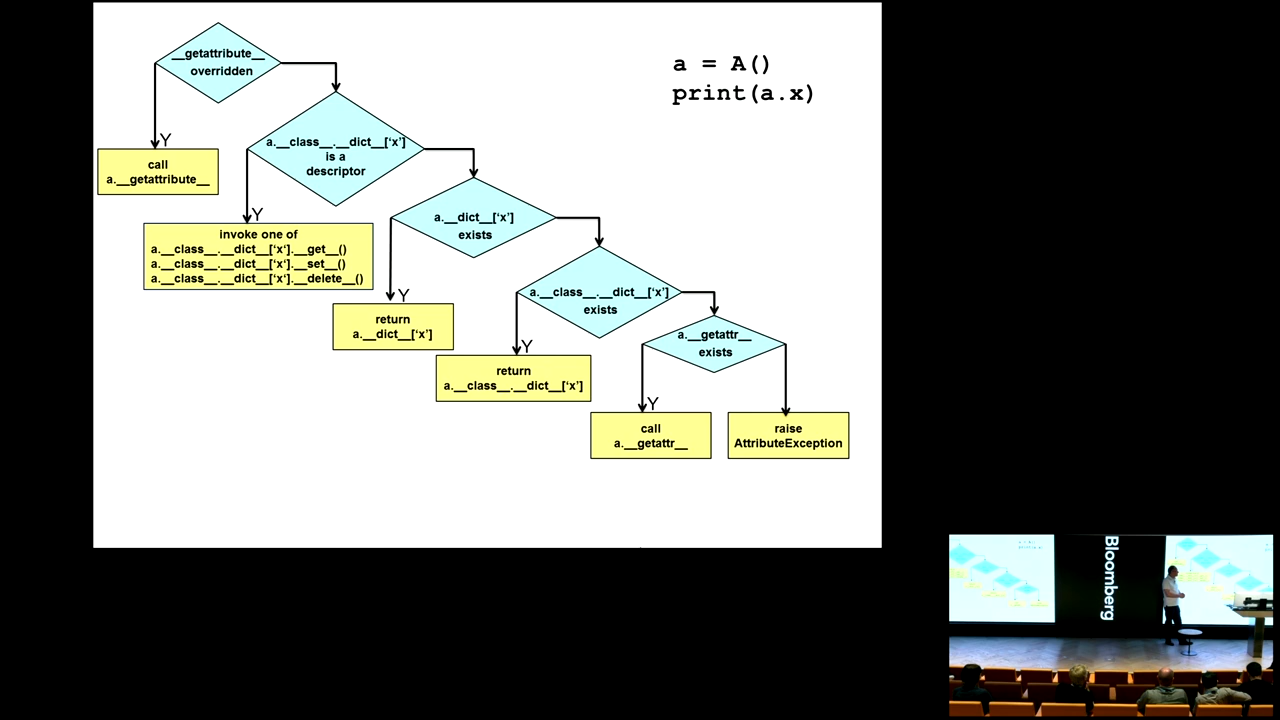 __getattribute__
overridden
a = A()
print(a.x)
Y
call
a.__getattribute__
a.__class__.__dict__[‘x’]
is a
descriptor
Y
invoke one of
a.__class__.__dict__[‘x‘].__get__()
a.__class__.__dict__[‘x‘].__set__()
a.__class__.__dict__[‘x‘].__delete__()
a.__dict__[‘x’]
exists
Y
return
a.__dict__[‘x’]
a.__class__.__dict__[‘x’]
exists
Y
return
a.__class__.__dict__[‘x’]
a.__getattr__
exists
Y
call
a.__getattr__
raise
AttributeException
Bloomberg